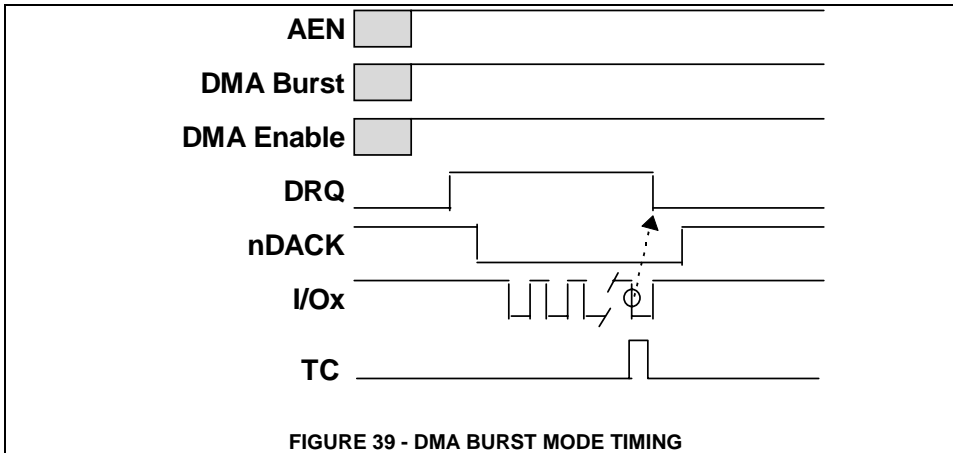 AEN
DMA Burst
DMA Enable
DRQ
nDACK
I/Ox
TC
FIGURE 39 - DMA BURST MODE TIMING